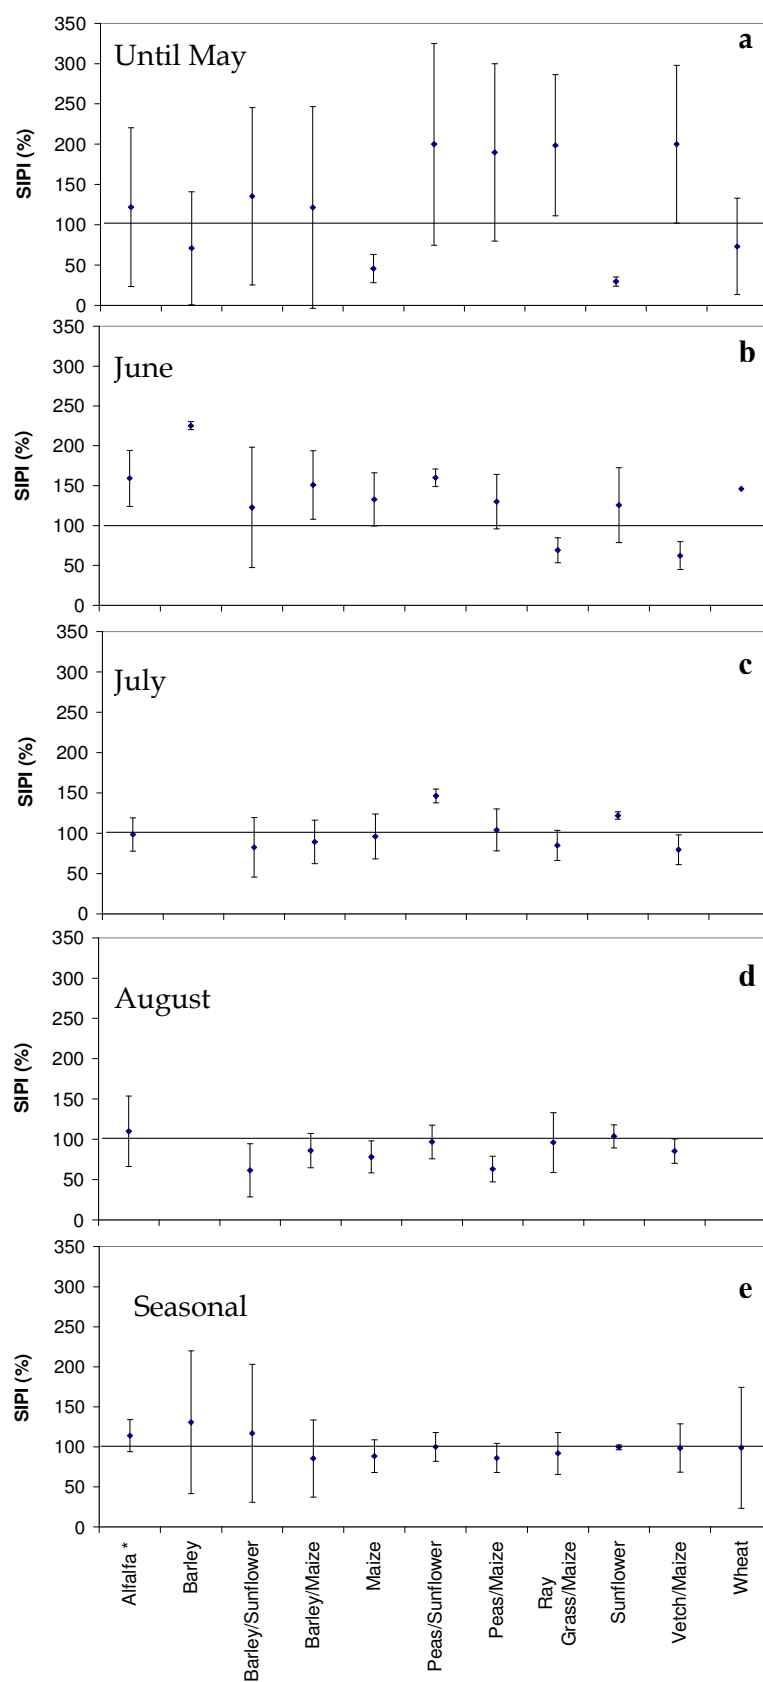 Until May
a
SIPI (%)
350
300
250
200
150
100
50
0
June
b
SIPI (%)
350
300
250
200
150
100
50
0
July
c
SIPI (%)
350
300
250
200
150
100
50
0
August
d
SIPI (%)
350
300
250
200
150
100
50
0
Seasonal
e
SIPI (%)
350
300
250
200
150
100
50
0
Alfalfa *
Barley
Barley/Sunflower
Barley/Maize
Maize
Peas/Sunflower
Peas/Maize
Ray
Grass/Maize
Sunflower
Vetch/Maize
Wheat